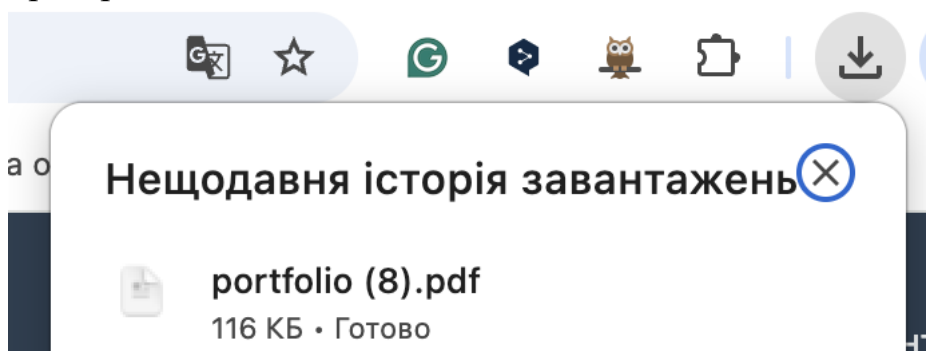 а о
Нещодавня історія завантажень
portfolio (8).pdf
116 КБ • Готово